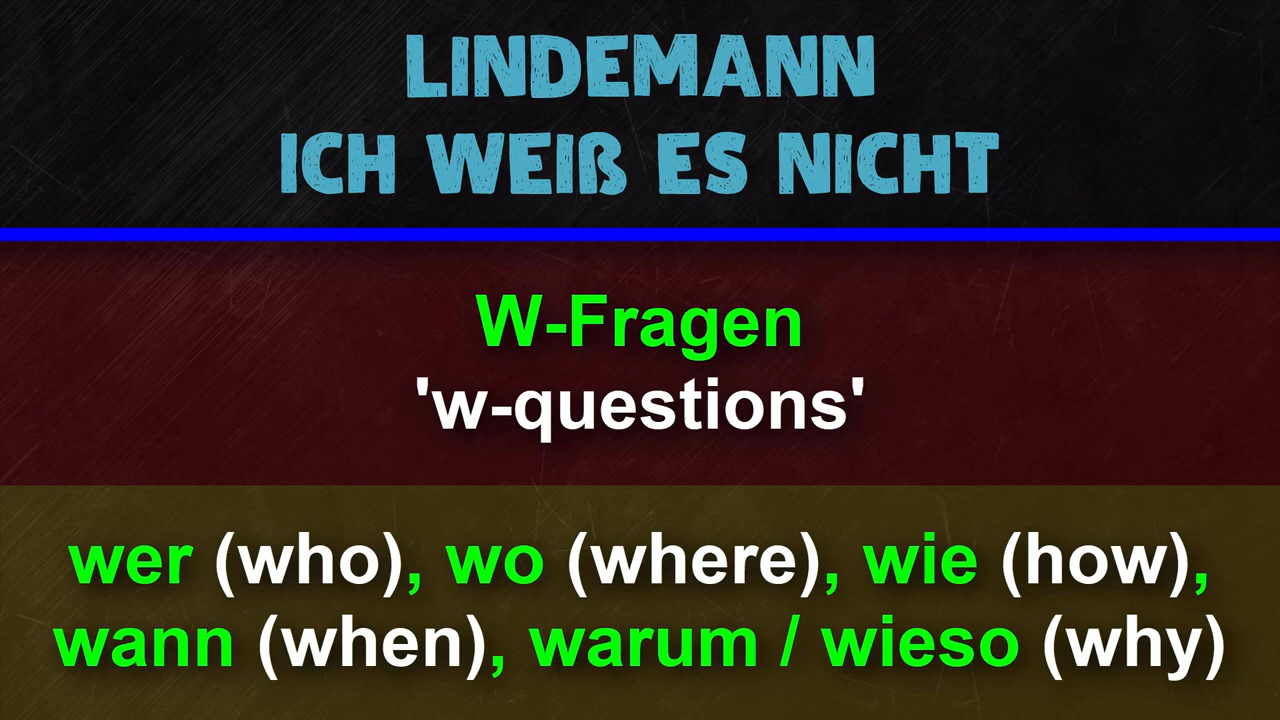 LINDEMANN
ICH WEIß ES NICHT
W-Fragen
'w-questions'
wer (who), wo (where), wie (how),
wann (when), warum / wieso (why)